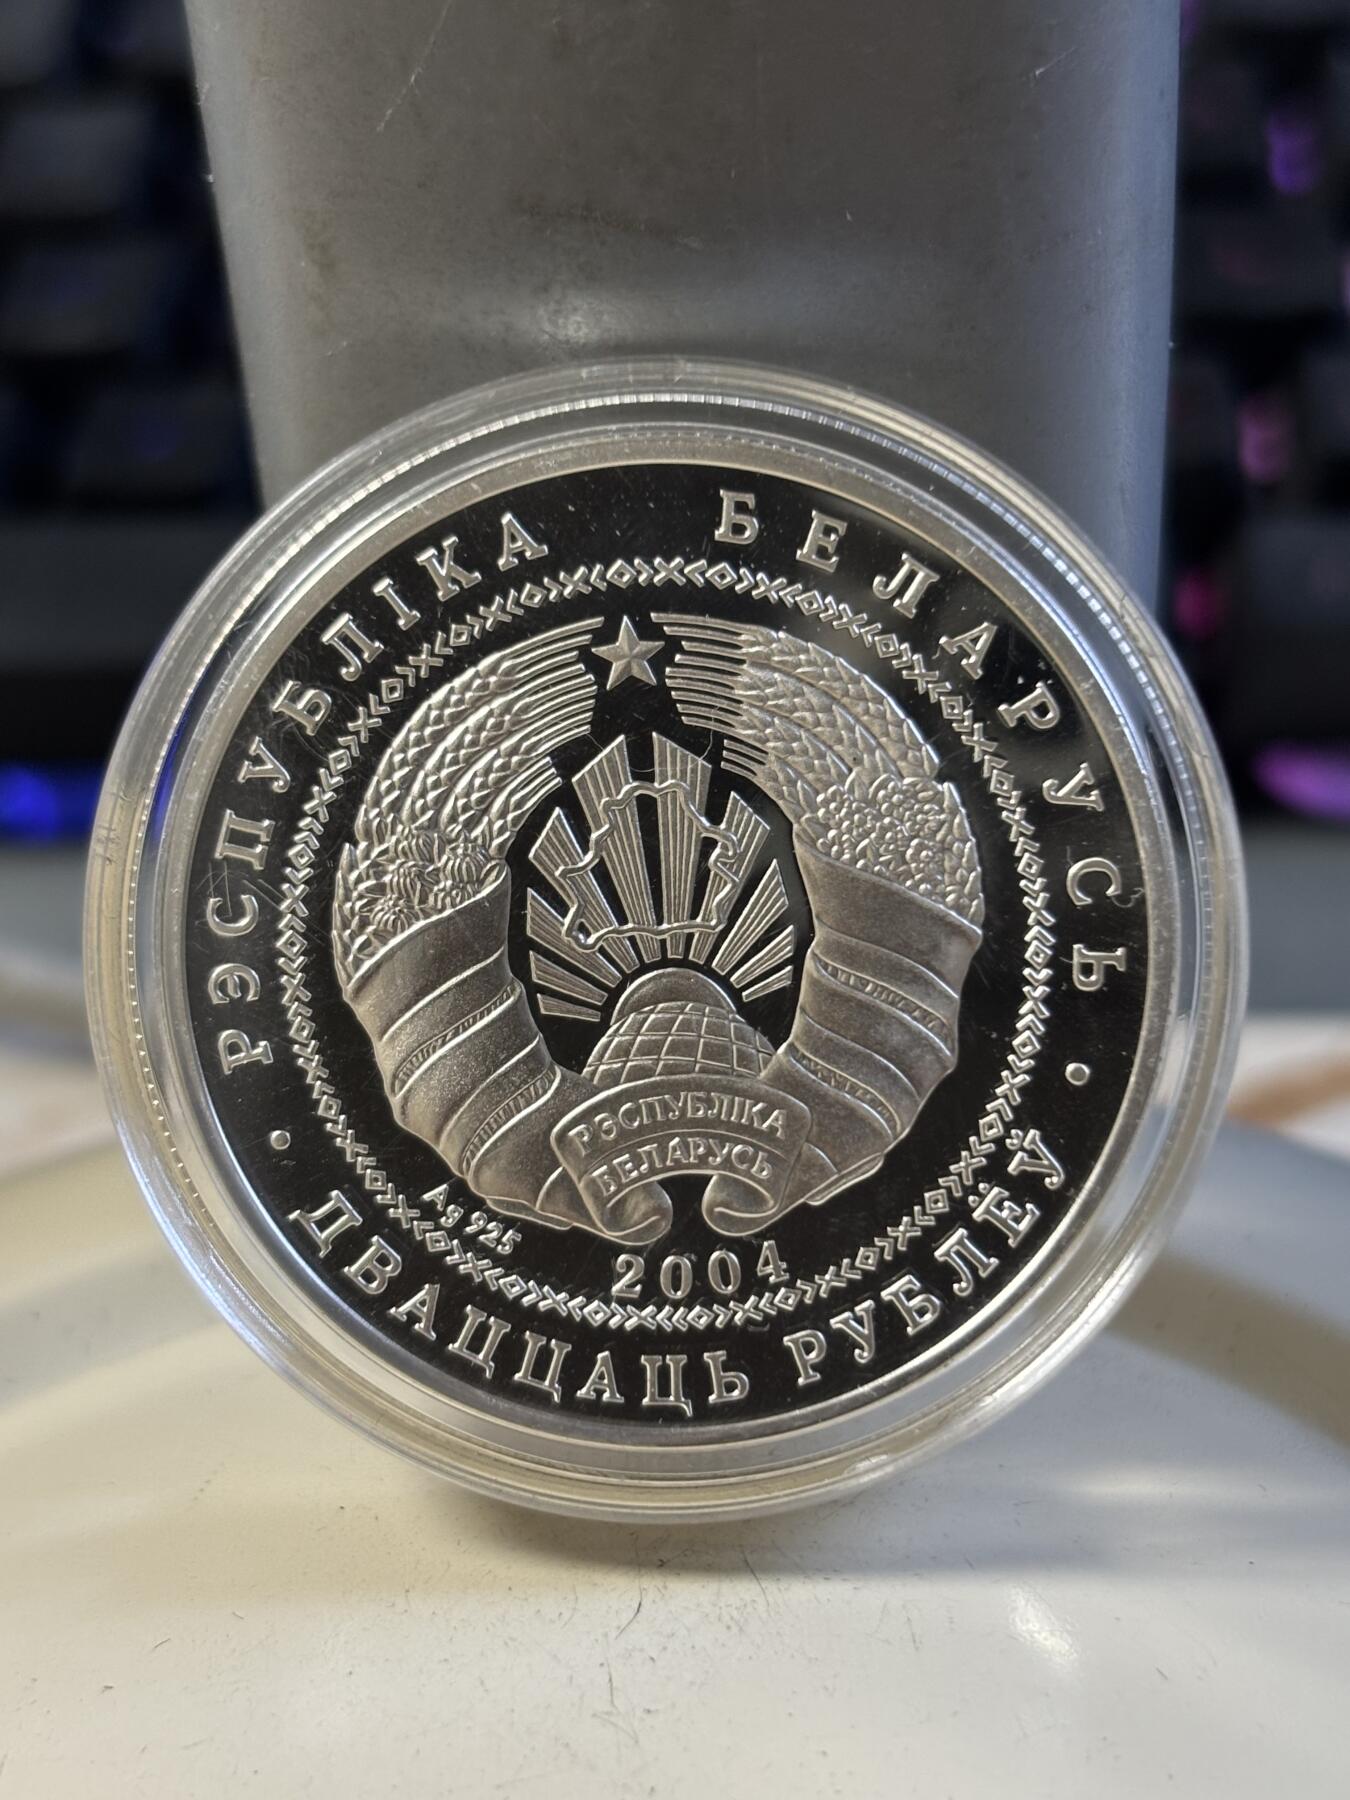 РЭСПУБЛІКА БЕЛАРУСЬ
РЭСПУБЛІКА
БЕЛАРУСЬ
Ag 925
2004
· ДВАЦЦАЦЬ РУБЛЁЎ ·